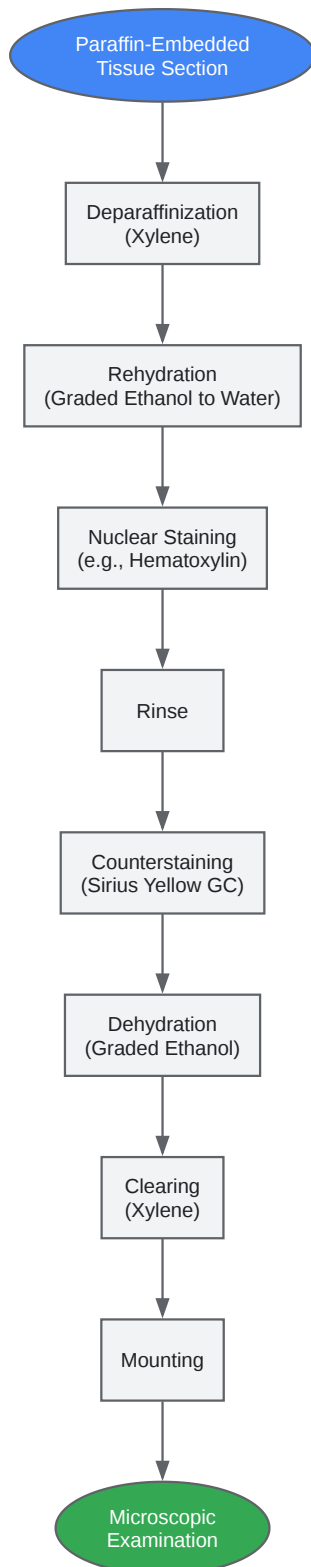 Paraffin-Embedded
Tissue Section
Deparaffinization
(Xylene)
Rehydration
(Graded Ethanol to Water)
Nuclear Staining
(e.g., Hematoxylin)
Rinse
Counterstaining
(Sirius Yellow GC)
Dehydration
(Graded Ethanol)
Clearing
(Xylene)
Mounting
Microscopic
Examination